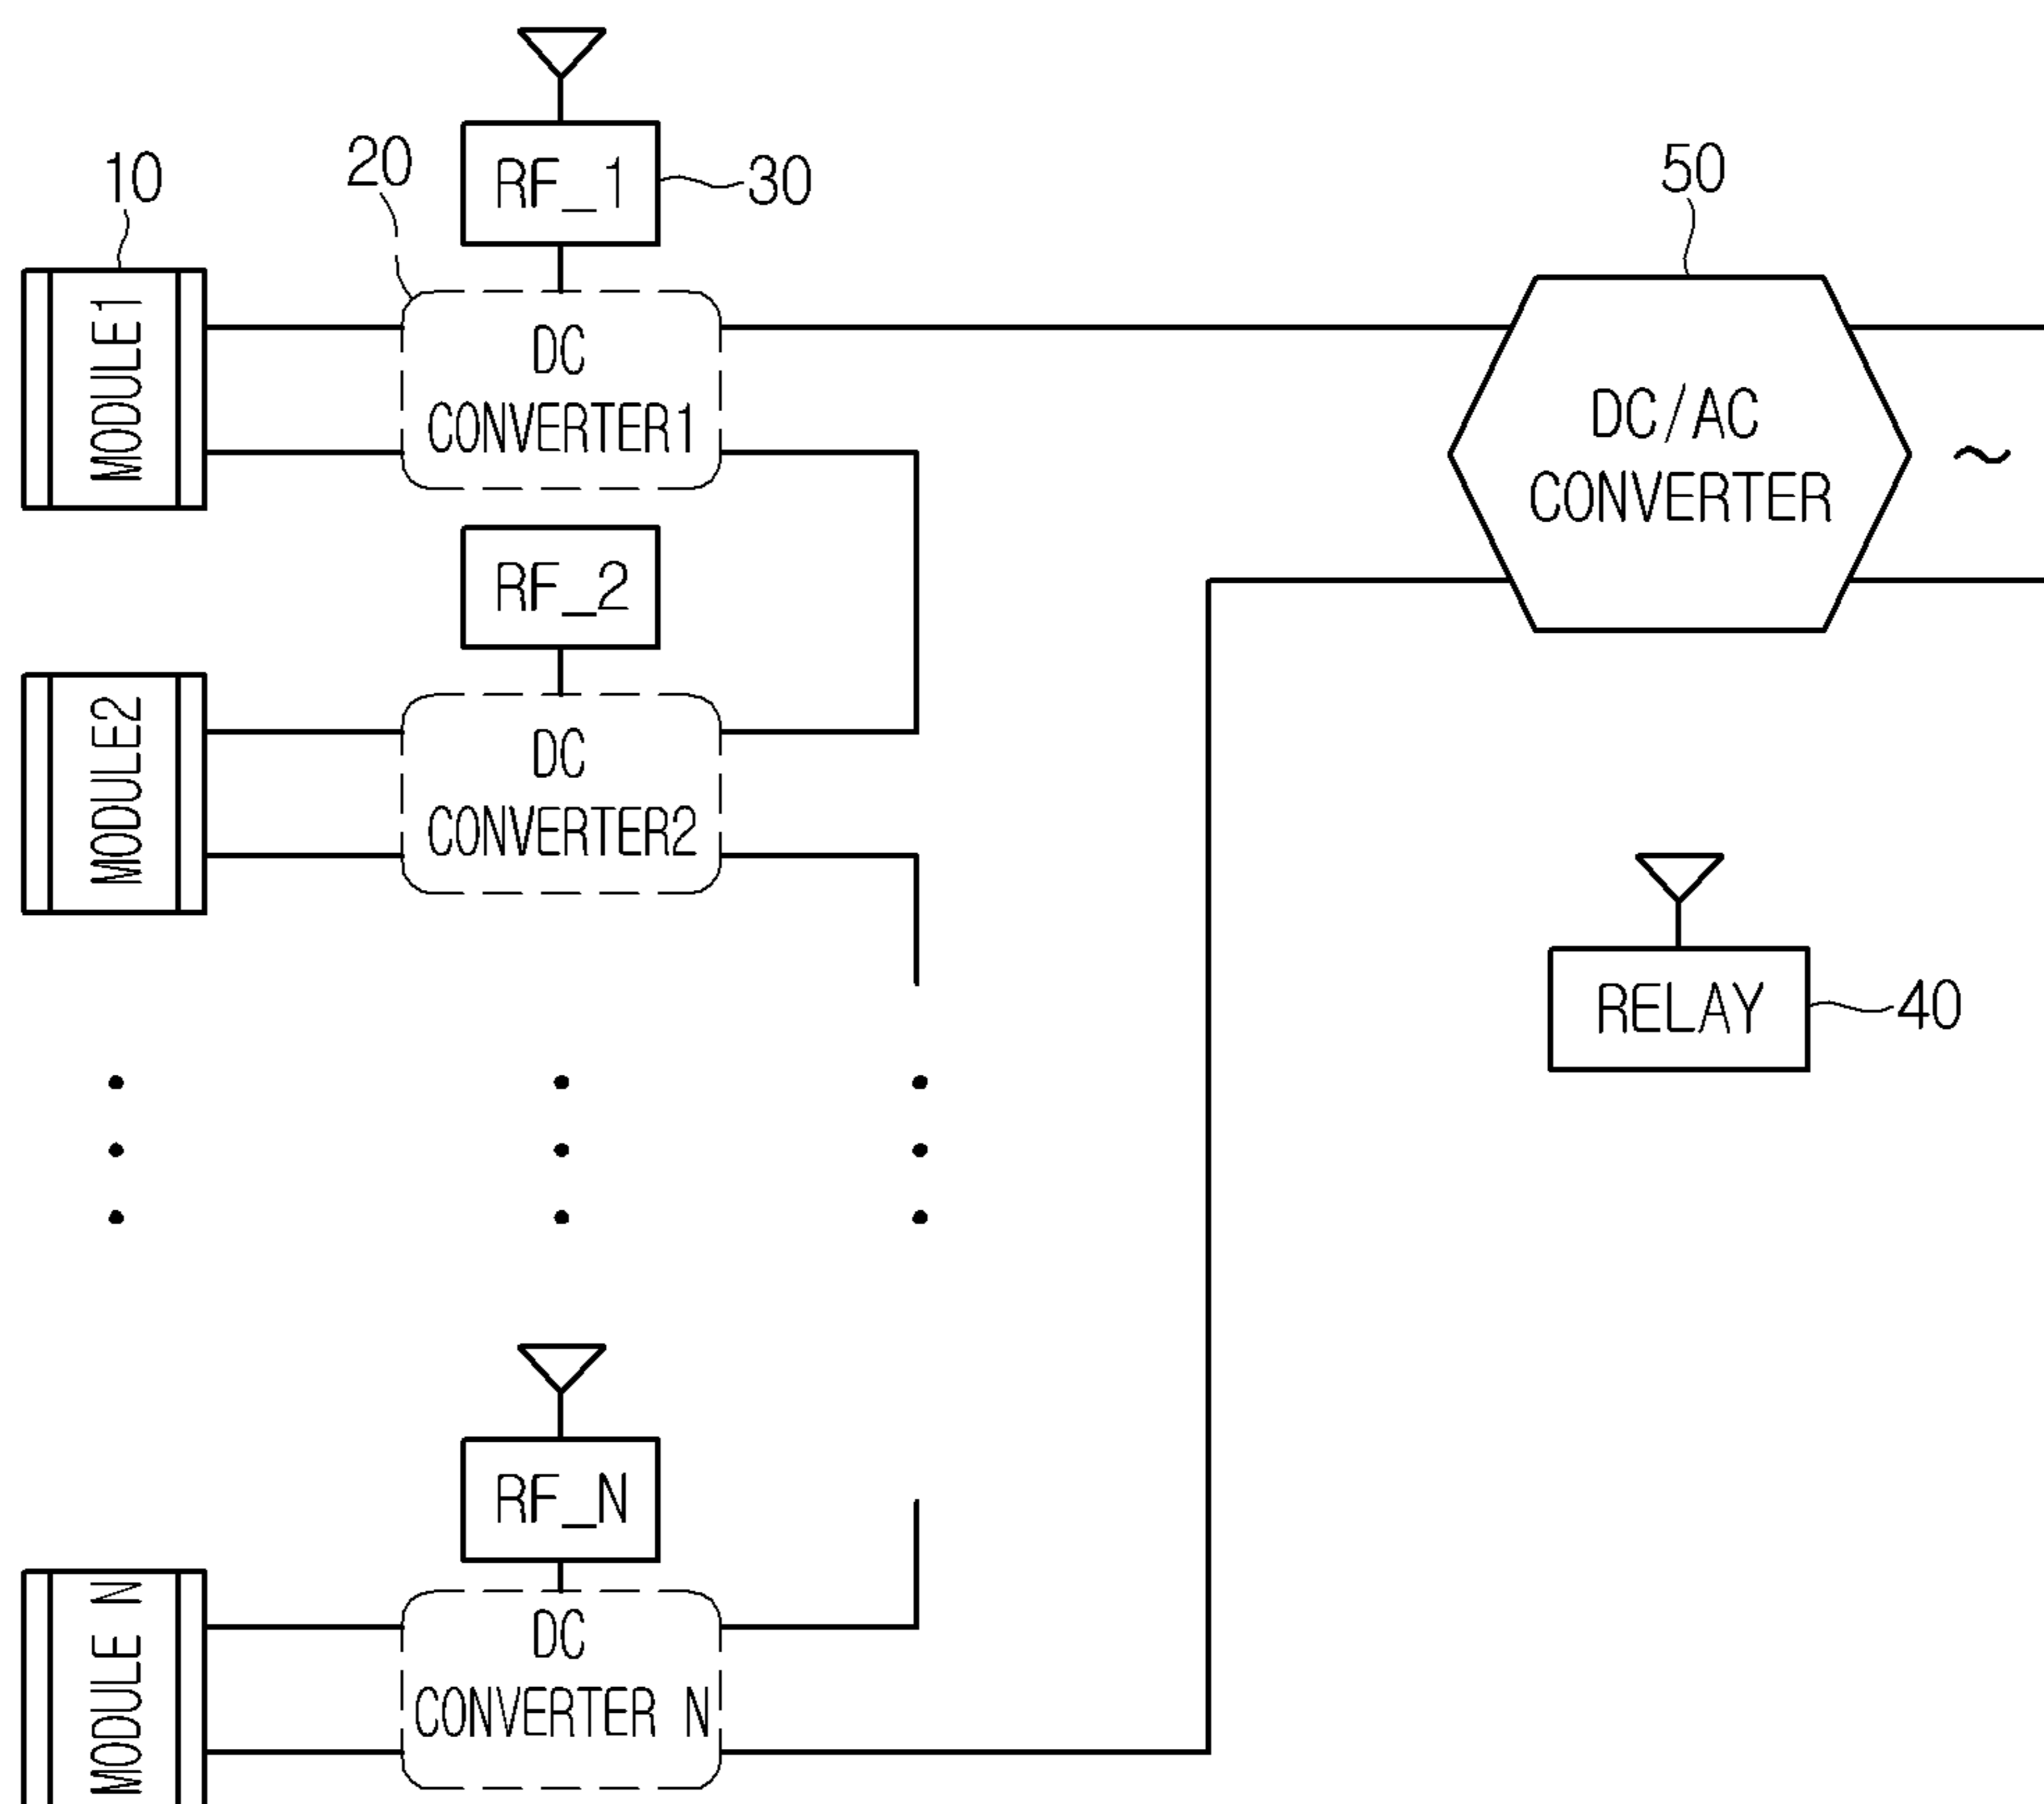 10
20
RF_1
30
50
MODULE1
DC
CONVERTER1
DC/AC
CONVERTER
~
RF_2
MODULE2
DC
CONVERTER2
RELAY
40
RF_N
MODULE N
DC
CONVERTER N